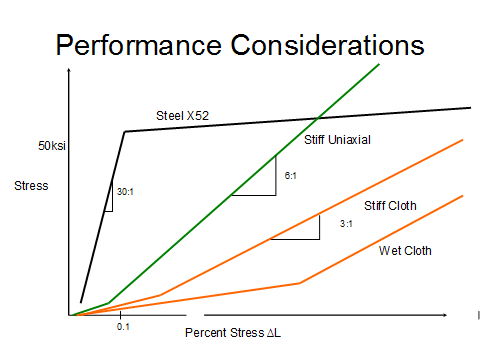 Performance Considerations
Steel X52
50ksi
Stiff Uniaxial
Stress
30:1
6:1
Stiff Cloth
3:1
Wet Cloth
0.1
Percent Stress ∆L